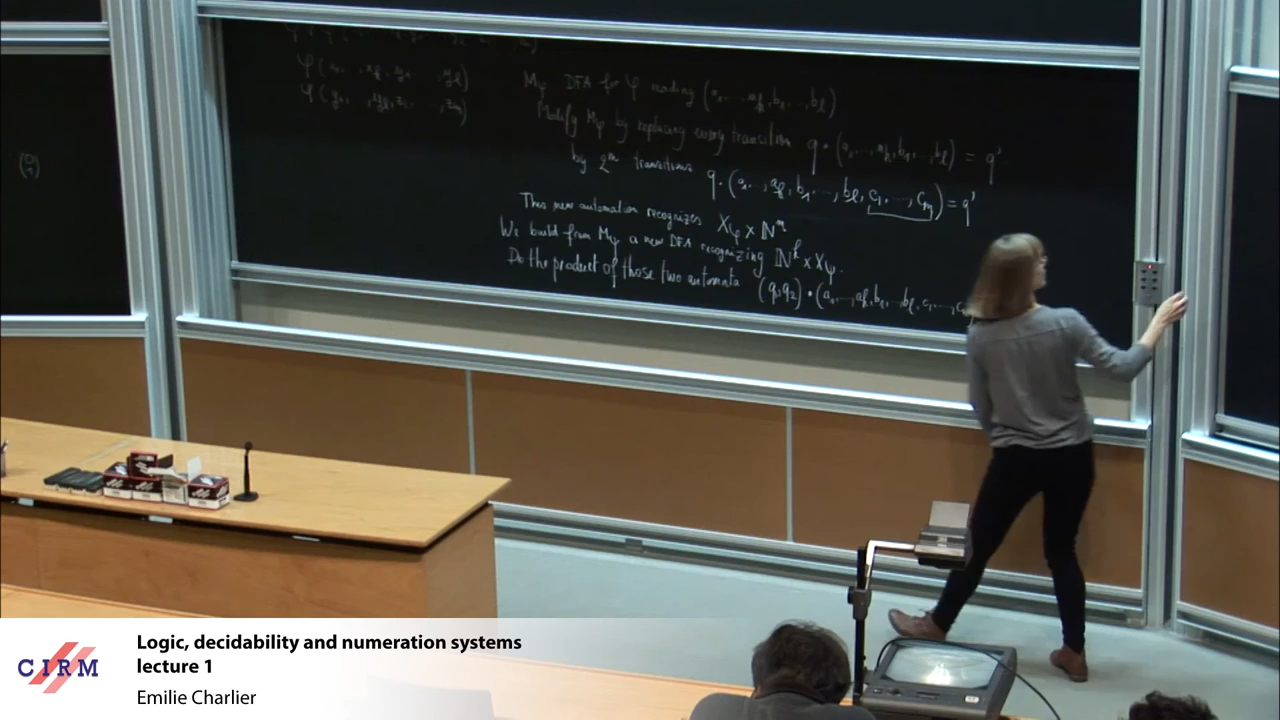 φ(
φ(
M_φ DFA for φ reading (a_1, ..., a_k, b_1, ..., b_l)
Modify M_φ by replacing every transition q · (a_1, ..., a_k, b_1, ..., b_l) = q'
by 2^m transitions q · (a_1, ..., a_k, b_1, ..., b_l, c_1, ..., c_m) = q'
This new automaton recognizes X_φ × ℕ^m
We build from M_ψ a new DFA recognizing ℕ^k × X_ψ.
Do the product of those two automata (q_1, q_2) · (a_1, ..., a_k, b_1, ..., b_l, c_1, ..., c
CIRM
Logic, decidability and numeration systems
lecture 1
Emilie Charlier